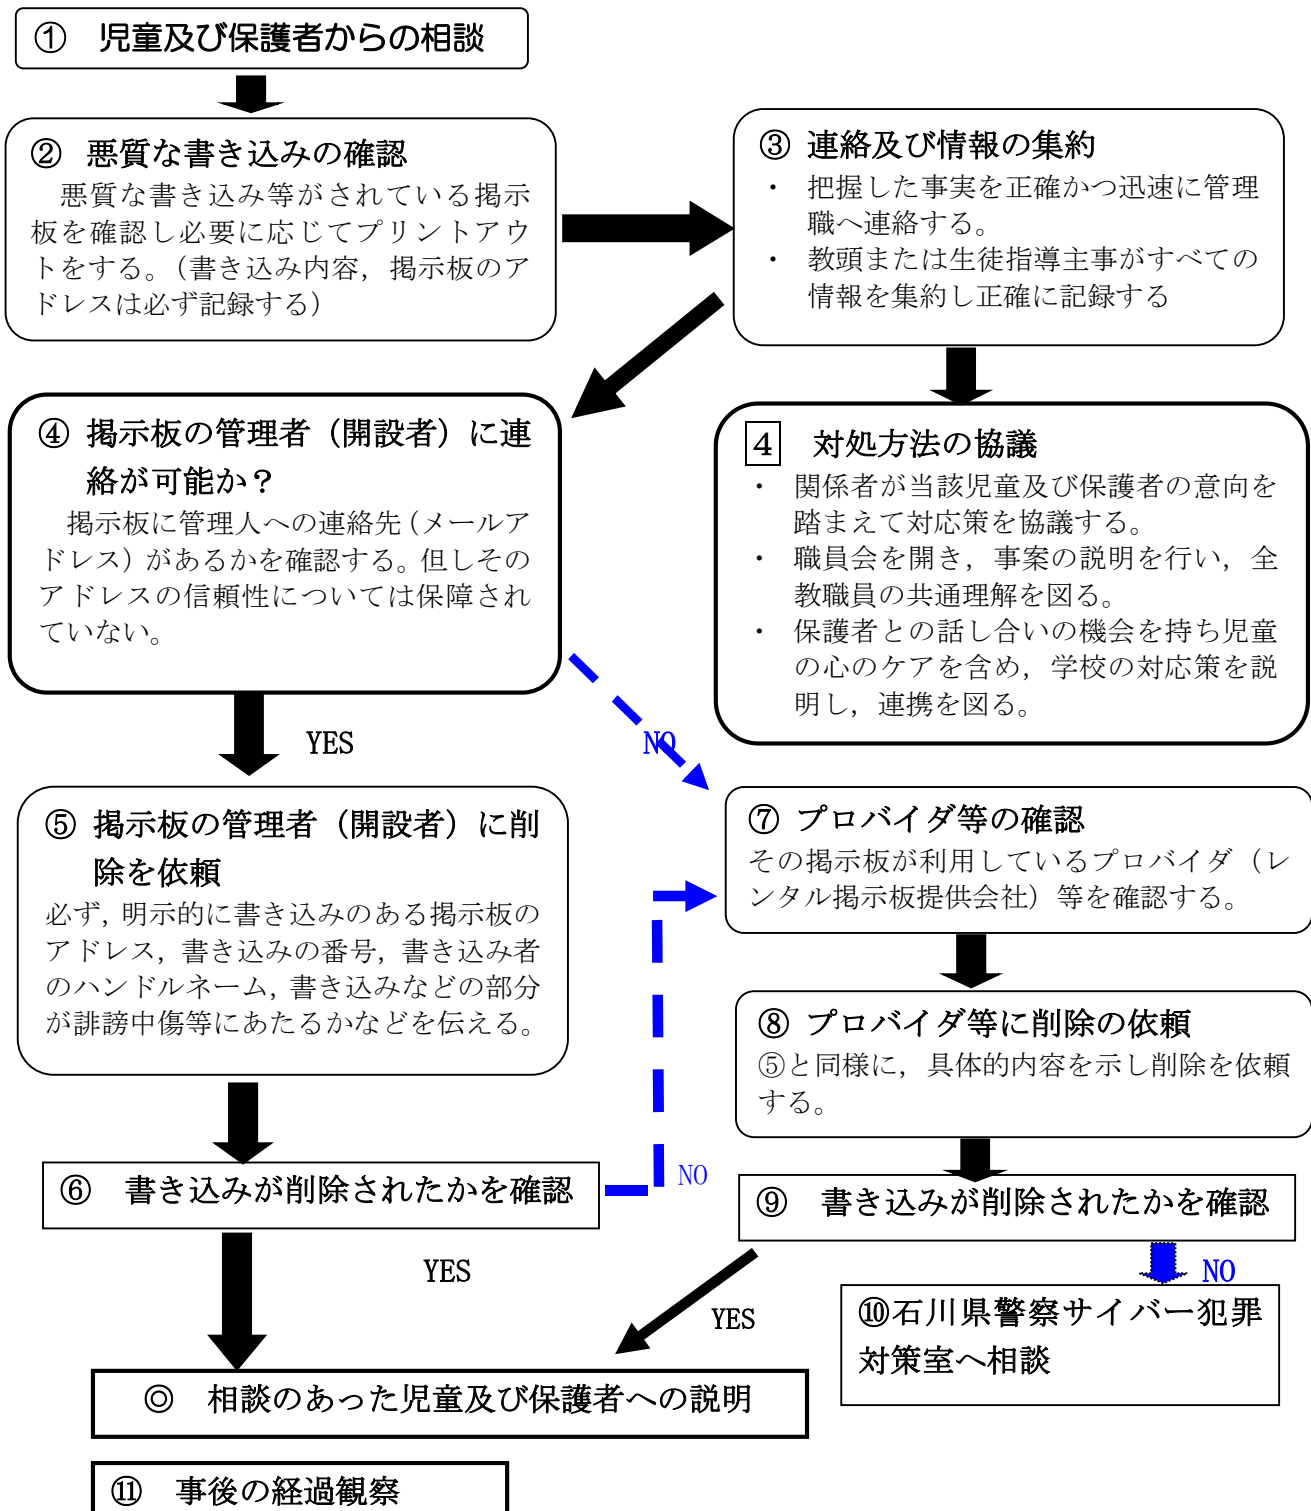 ① 児童及び保護者からの相談
② 悪質な書き込みの確認
悪質な書き込み等がされている掲示
板を確認し必要に応じてプリントアウ
トをする。（書き込み内容，掲示板のア
ドレスは必ず記録する）
③ 連絡及び情報の集約
・ 把握した事実を正確かつ迅速に管理
職へ連絡する。
・ 教頭または生徒指導主事がすべての
情報を集約し正確に記録する
④ 掲示板の管理者（開設者）に連
絡が可能か？
掲示板に管理人への連絡先（メールア
ドレス）があるかを確認する。但しその
アドレスの信頼性については保障され
ていない。
4 対処方法の協議
・ 関係者が当該児童及び保護者の意向を
踏まえて対応策を協議する。
・ 職員会を開き，事案の説明を行い，全
教職員の共通理解を図る。
・ 保護者との話し合いの機会を持ち児童
の心のケアを含め，学校の対応策を説
明し，連携を図る。
YES
NO
⑤ 掲示板の管理者（開設者）に削
除を依頼
必ず，明示的に書き込みのある掲示板の
アドレス，書き込みの番号，書き込み者
のハンドルネーム，書き込みなどの部分
が誹謗中傷等にあたるかなどを伝える。
⑦ プロバイダ等の確認
その掲示板が利用しているプロバイダ（レ
ンタル掲示板提供会社）等を確認する。
⑧ プロバイダ等に削除の依頼
⑤と同様に，具体的内容を示し削除を依頼
する。
⑥ 書き込みが削除されたかを確認
NO
⑨ 書き込みが削除されたかを確認
YES
YES
NO
⑩石川県警察サイバー犯罪
対策室へ相談
◎ 相談のあった児童及び保護者への説明
⑪ 事後の経過観察